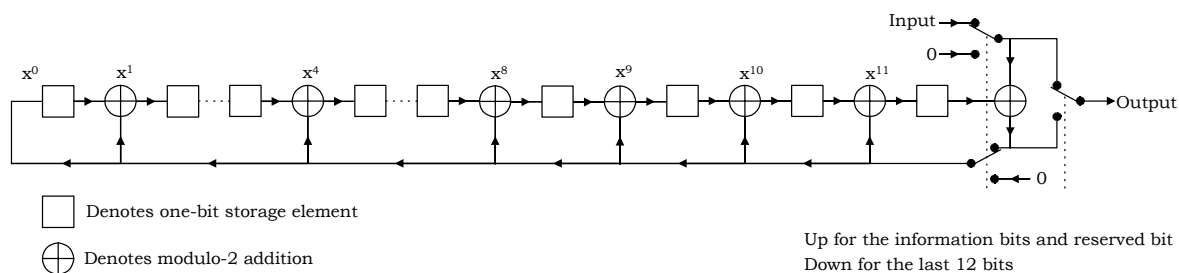 Input
0
x⁰ x¹ x⁴ x⁸ x⁹ x¹⁰ x¹¹
Output
0
Denotes one-bit storage element
Denotes modulo-2 addition
Up for the information bits and reserved bit
Down for the last 12 bits